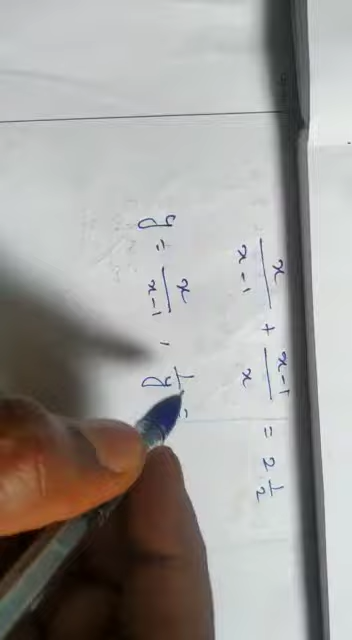 x/(x-1) + (x-1)/x = 2 1/2
y = x/(x-1) , 1/y =